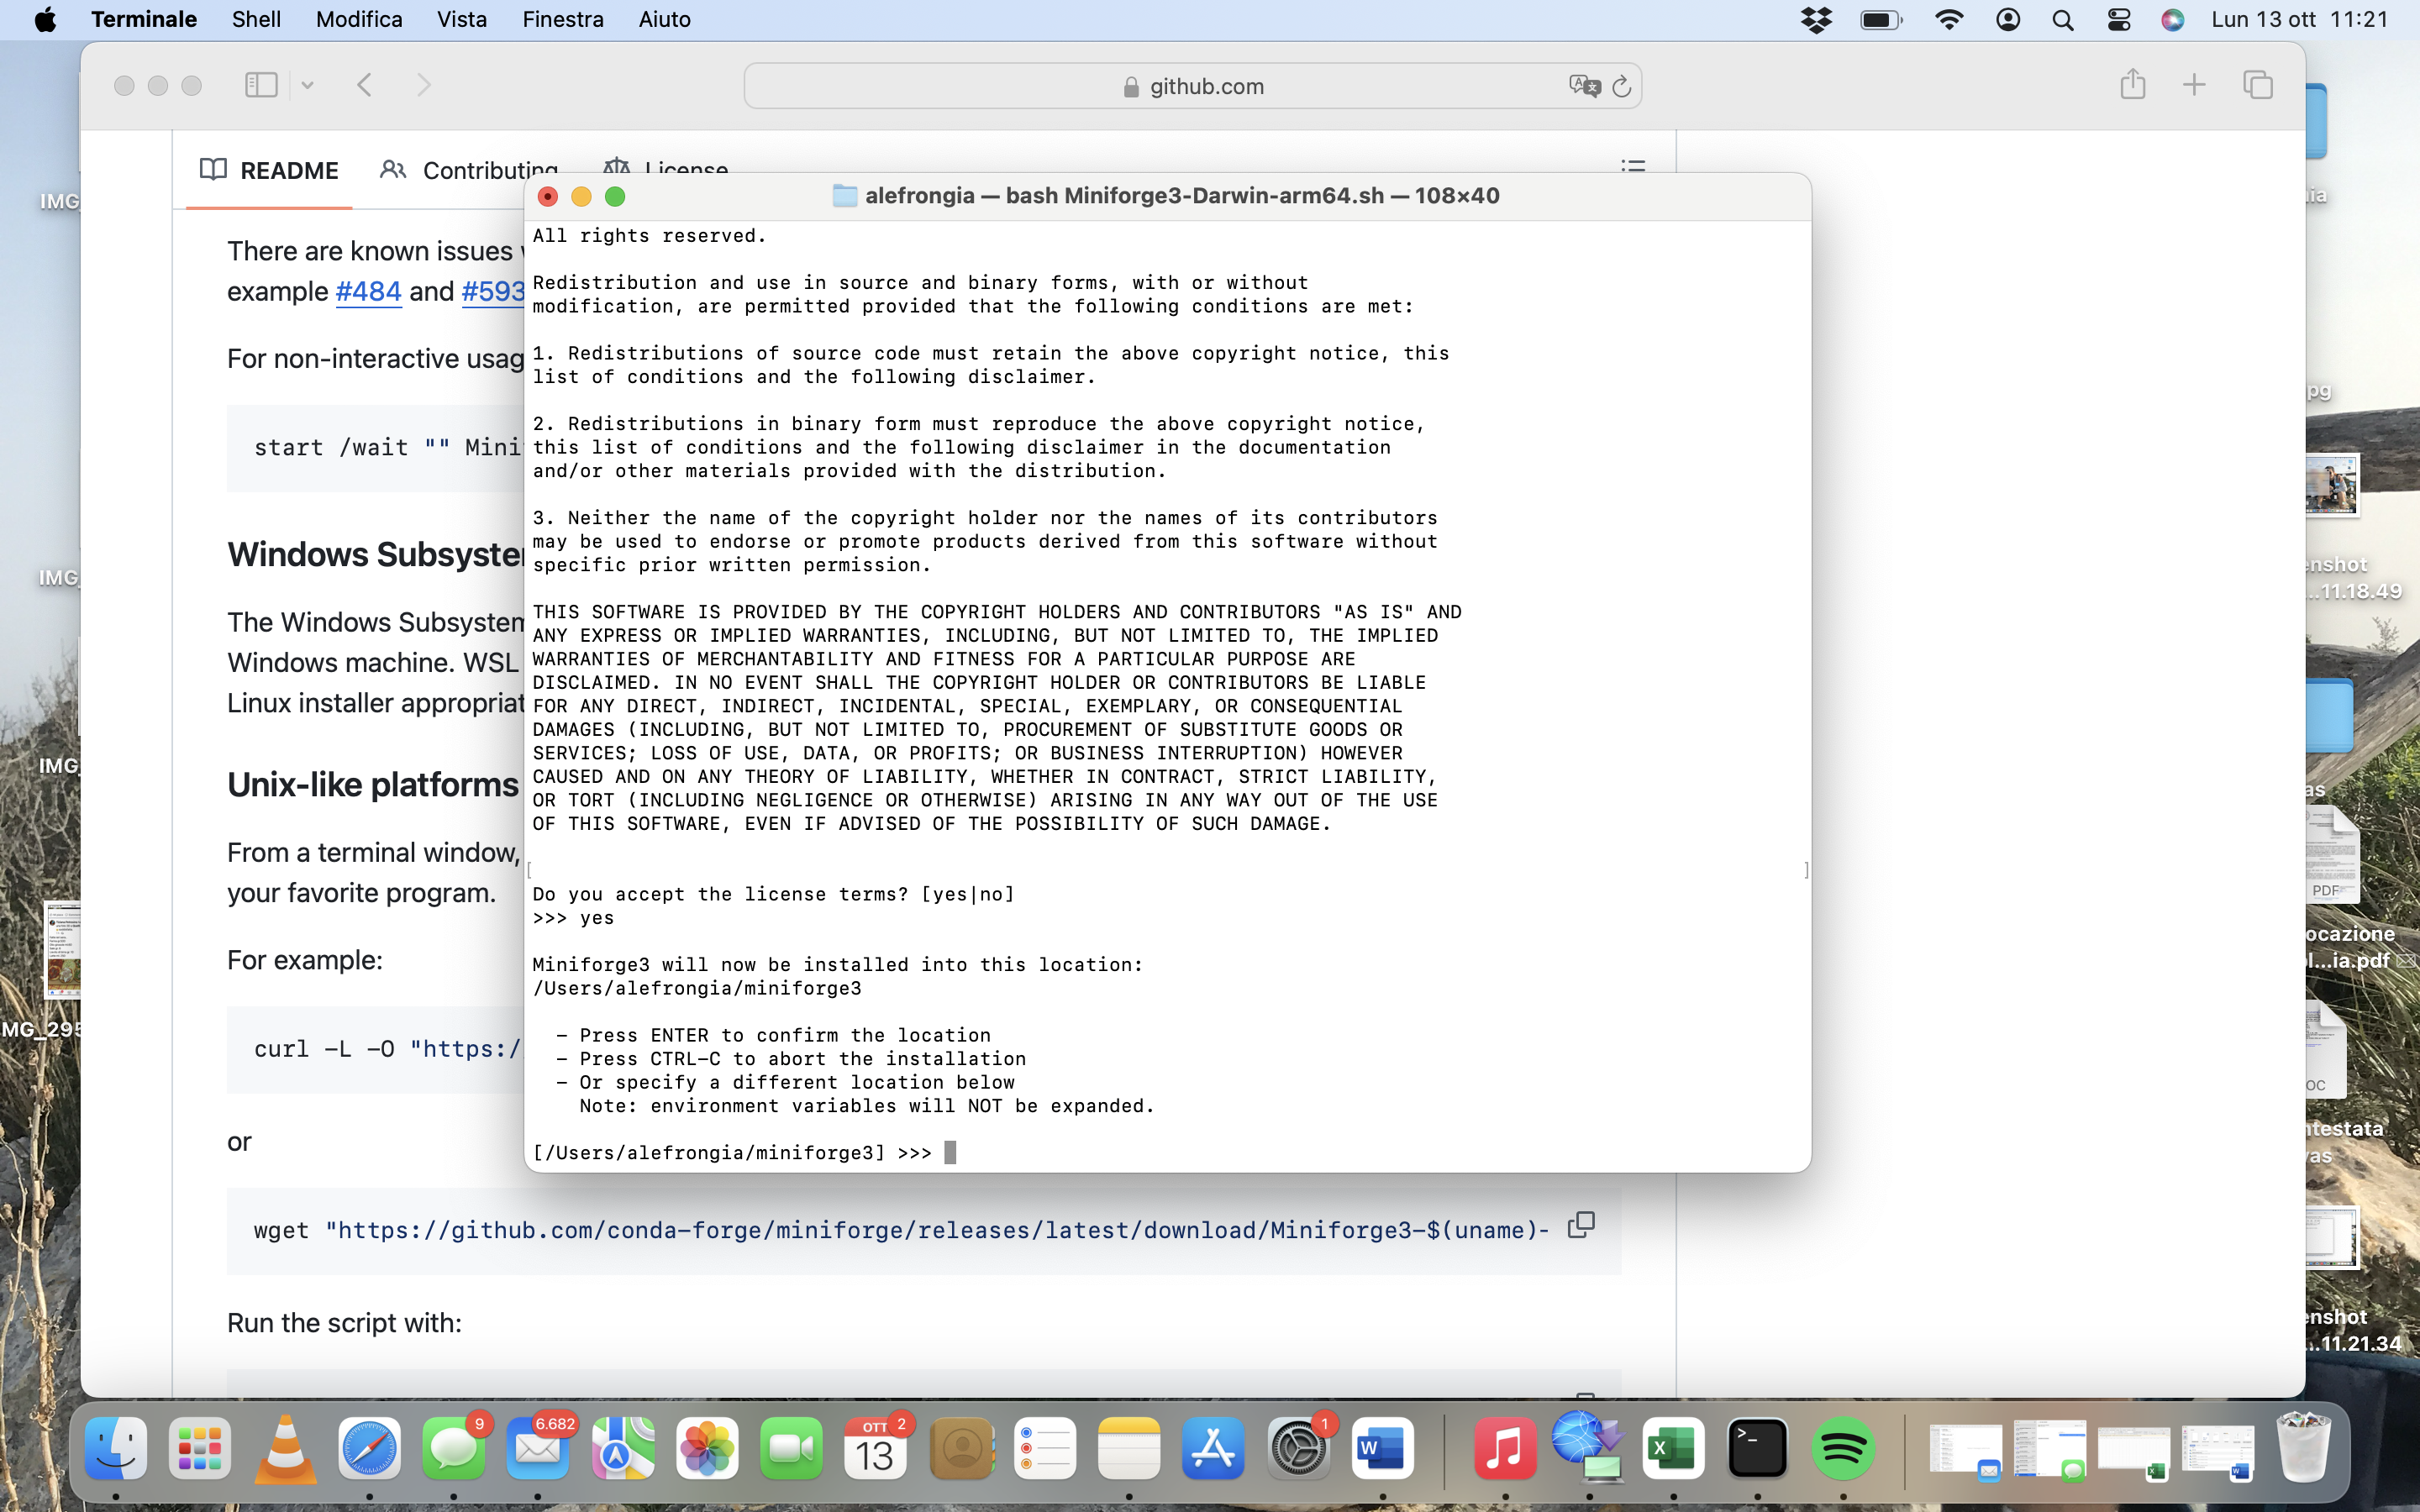 Terminale Shell Modifica Vista Finestra Aiuto Lun 13 ott 11:21
github.com
README Contributing License
There are known issues
example #484 and #593
For non-interactive usag
start /wait "" Mini
Windows Subsyste
The Windows Subsystem
Windows machine. WSL
Linux installer appropriat
Unix-like platforms
From a terminal window,
your favorite program.
For example:
curl -L -O "https:/
or
wget "https://github.com/conda-forge/miniforge/releases/latest/download/Miniforge3-$(uname)-
Run the script with:
alefrongia — bash Miniforge3-Darwin-arm64.sh — 108×40
All rights reserved.
Redistribution and use in source and binary forms, with or without
modification, are permitted provided that the following conditions are met:
1. Redistributions of source code must retain the above copyright notice, this
list of conditions and the following disclaimer.
2. Redistributions in binary form must reproduce the above copyright notice,
this list of conditions and the following disclaimer in the documentation
and/or other materials provided with the distribution.
3. Neither the name of the copyright holder nor the names of its contributors
may be used to endorse or promote products derived from this software without
specific prior written permission.
THIS SOFTWARE IS PROVIDED BY THE COPYRIGHT HOLDERS AND CONTRIBUTORS "AS IS" AND
ANY EXPRESS OR IMPLIED WARRANTIES, INCLUDING, BUT NOT LIMITED TO, THE IMPLIED
WARRANTIES OF MERCHANTABILITY AND FITNESS FOR A PARTICULAR PURPOSE ARE
DISCLAIMED. IN NO EVENT SHALL THE COPYRIGHT HOLDER OR CONTRIBUTORS BE LIABLE
FOR ANY DIRECT, INDIRECT, INCIDENTAL, SPECIAL, EXEMPLARY, OR CONSEQUENTIAL
DAMAGES (INCLUDING, BUT NOT LIMITED TO, PROCUREMENT OF SUBSTITUTE GOODS OR
SERVICES; LOSS OF USE, DATA, OR PROFITS; OR BUSINESS INTERRUPTION) HOWEVER
CAUSED AND ON ANY THEORY OF LIABILITY, WHETHER IN CONTRACT, STRICT LIABILITY,
OR TORT (INCLUDING NEGLIGENCE OR OTHERWISE) ARISING IN ANY WAY OUT OF THE USE
OF THIS SOFTWARE, EVEN IF ADVISED OF THE POSSIBILITY OF SUCH DAMAGE.
[ ]
Do you accept the license terms? [yes|no]
>>> yes
Miniforge3 will now be installed into this location:
/Users/alefrongia/miniforge3
- Press ENTER to confirm the location
- Press CTRL-C to abort the installation
- Or specify a different location below
Note: environment variables will NOT be expanded.
[/Users/alefrongia/miniforge3] >>>
IMG_
IMG_
IMG_
MG_295
ia
pg
enshot
...11.18.49
as
PDF
ocazione
l...ia.pdf
OC
ntestata
vas
enshot
...11.21.34
9
6.682
OTT
2
13
1